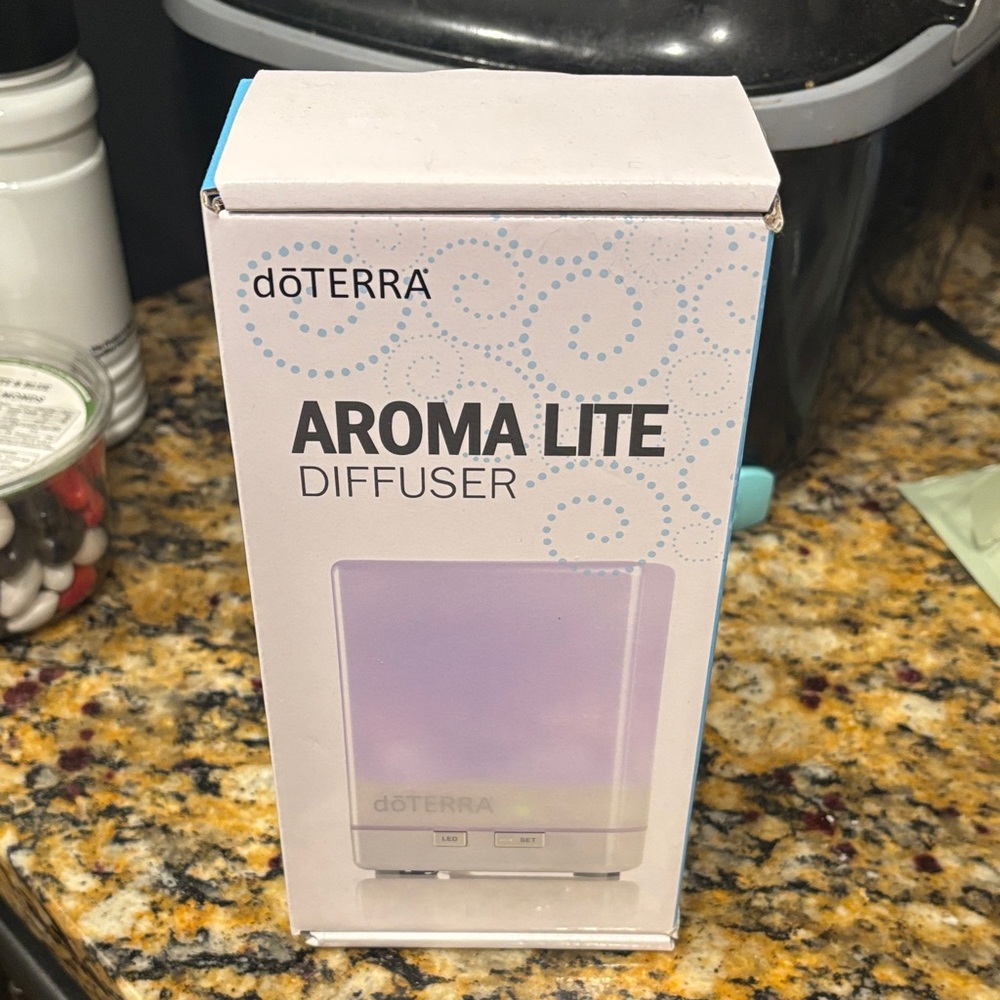 dōTERRA
AROMA LITE
DIFFUSER
dōTERRA
LED
SET